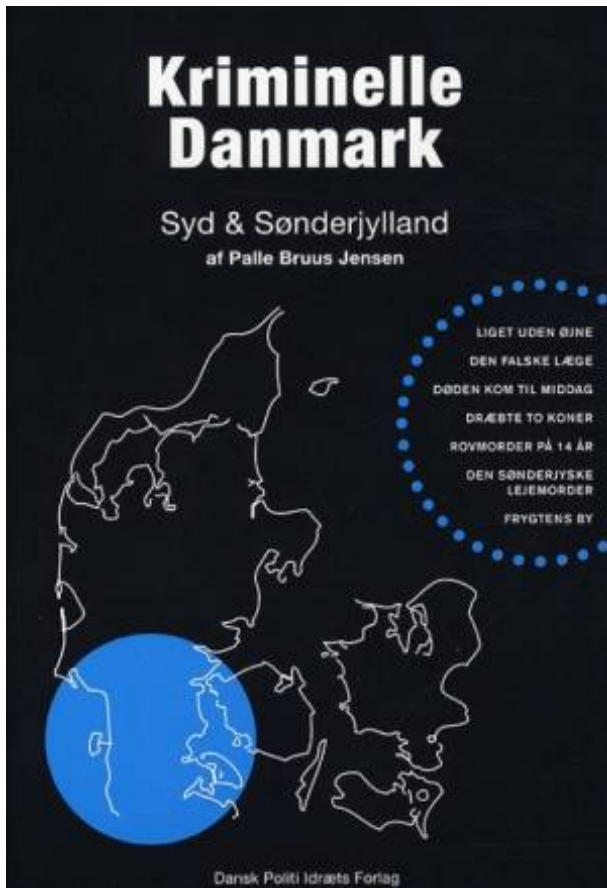 Kriminelle
Danmark
Syd & Sønderjylland
af Palle Bruus Jensen
LIGET UDEN ØJNE
DEN FALSKE LÆGE
DØDEN KOM TIL MIDDAG
DRÆBTE TO KONER
ROVMORDER PÅ 14 ÅR
DEN SØNDERJYSKE
LEJEMORDER
FRYGTENS BY
Dansk Politi Idræts Forlag